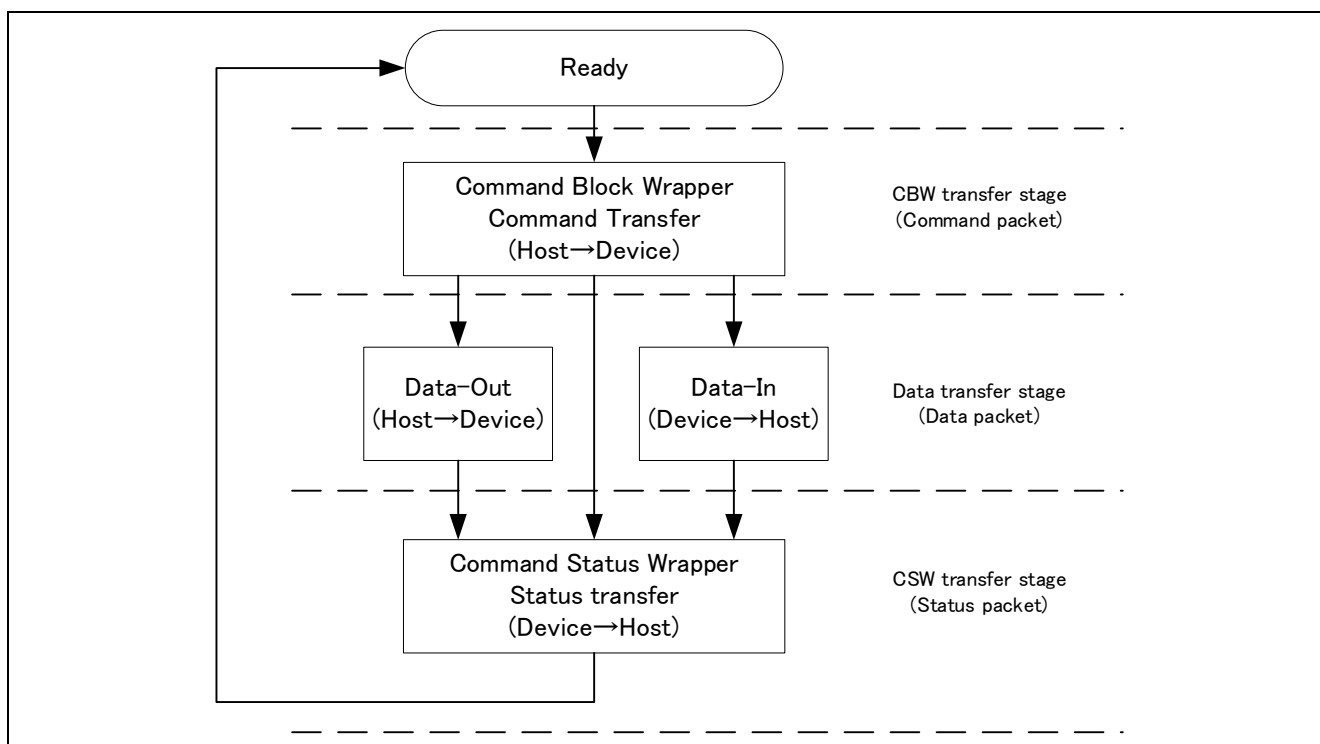 Ready
Command Block Wrapper
Command Transfer
(Host→Device)
CBW transfer stage
(Command packet)
Data-Out
(Host→Device)
Data-In
(Device→Host)
Data transfer stage
(Data packet)
Command Status Wrapper
Status transfer
(Device→Host)
CSW transfer stage
(Status packet)